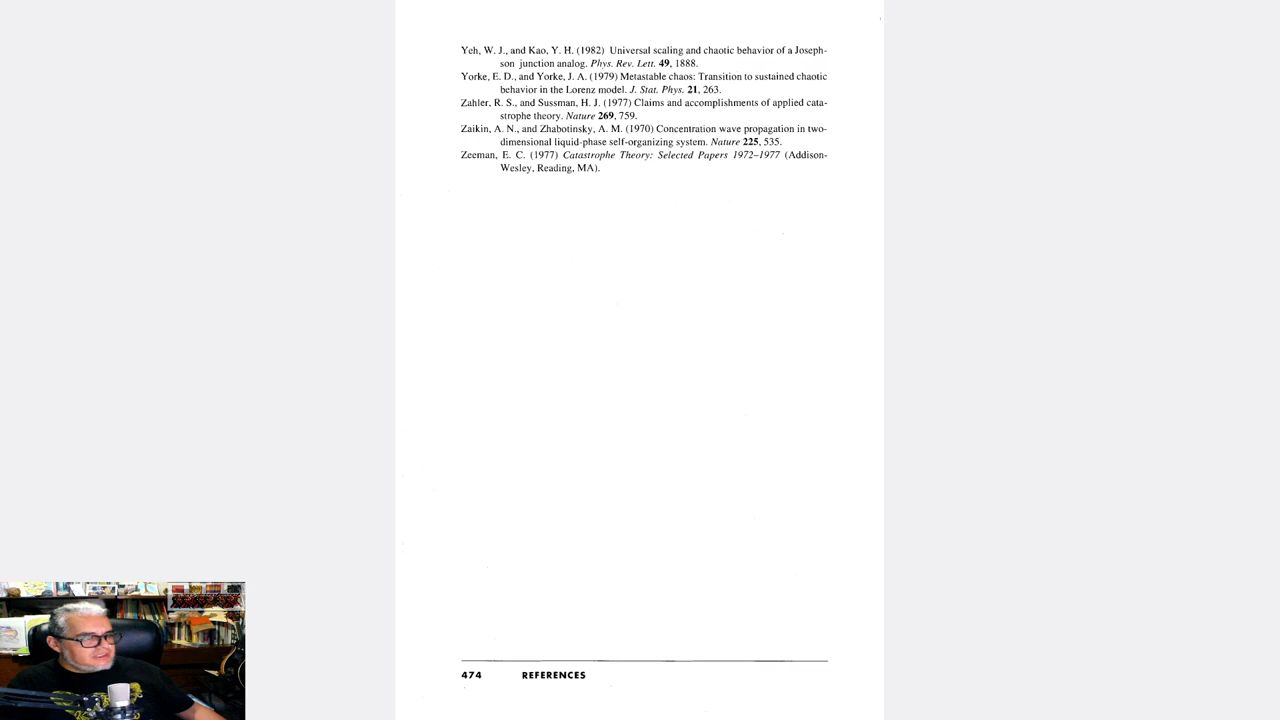 Yeh, W. J., and Kao, Y. H. (1982) Universal scaling and chaotic behavior of a Joseph-
son junction analog. Phys. Rev. Lett. 49, 1888.
Yorke, E. D., and Yorke, J. A. (1979) Metastable chaos: Transition to sustained chaotic
behavior in the Lorenz model. J. Stat. Phys. 21, 263.
Zahler, R. S., and Sussman, H. J. (1977) Claims and accomplishments of applied cata-
strophe theory. Nature 269, 759.
Zaikin, A. N., and Zhabotinsky, A. M. (1970) Concentration wave propagation in two-
dimensional liquid-phase self-organizing system. Nature 225, 535.
Zeeman, E. C. (1977) Catastrophe Theory: Selected Papers 1972–1977 (Addison-
Wesley, Reading, MA).
474 REFERENCES